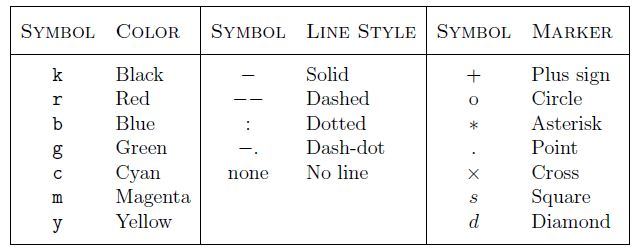 SYMBOL COLOR SYMBOL LINE STYLE SYMBOL MARKER
k Black − Solid + Plus sign
r Red −− Dashed o Circle
b Blue : Dotted ∗ Asterisk
g Green −. Dash-dot . Point
c Cyan none No line × Cross
m Magenta s Square
y Yellow d Diamond